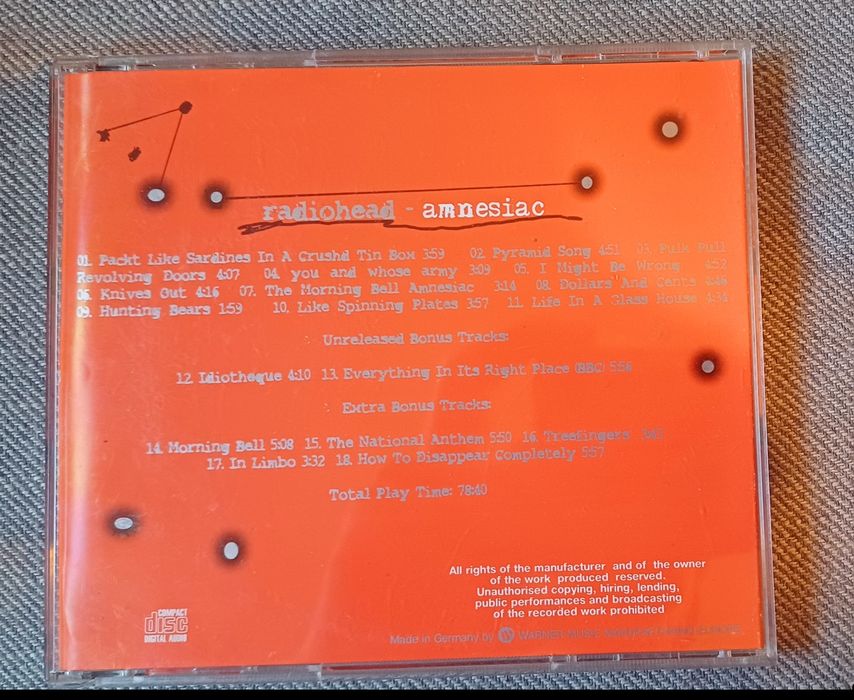 radiohead - amnesiac
01. Packt Like Sardines In A Crushd Tin Box 3:59 02. Pyramid Song 4:51 03. Pulk Pull
Revolving Doors 4:07 04. you and whose army 3:09 05. I Might Be Wrong 4:52
06. Knives Out 4:16 07. The Morning Bell Amnesiac 3:14 08. Dollars And Cents 4:46
09. Hunting Bears 1:59 10. Like Spinning Plates 3:57 11. Life In A Glass House 4:34
Unreleased Bonus Tracks:
12. Idiotheque 4:10 13. Everything In Its Right Place (BBC) 5:56
Extra Bonus Tracks:
14. Morning Bell 5:08 15. The National Anthem 5:50 16. Treefingers
17. In Limbo 3:32 18. How To Disappear Completely 5:57
Total Play Time: 78:40
All rights of the manufacturer and of the owner
of the work produced reserved.
Unauthorised copying, hiring, lending,
public performances and broadcasting
of the recorded work prohibited
COMPACT
disc
DIGITAL AUDIO
Made in Germany by WARNER MUSIC MANUFACTURING EUROPE